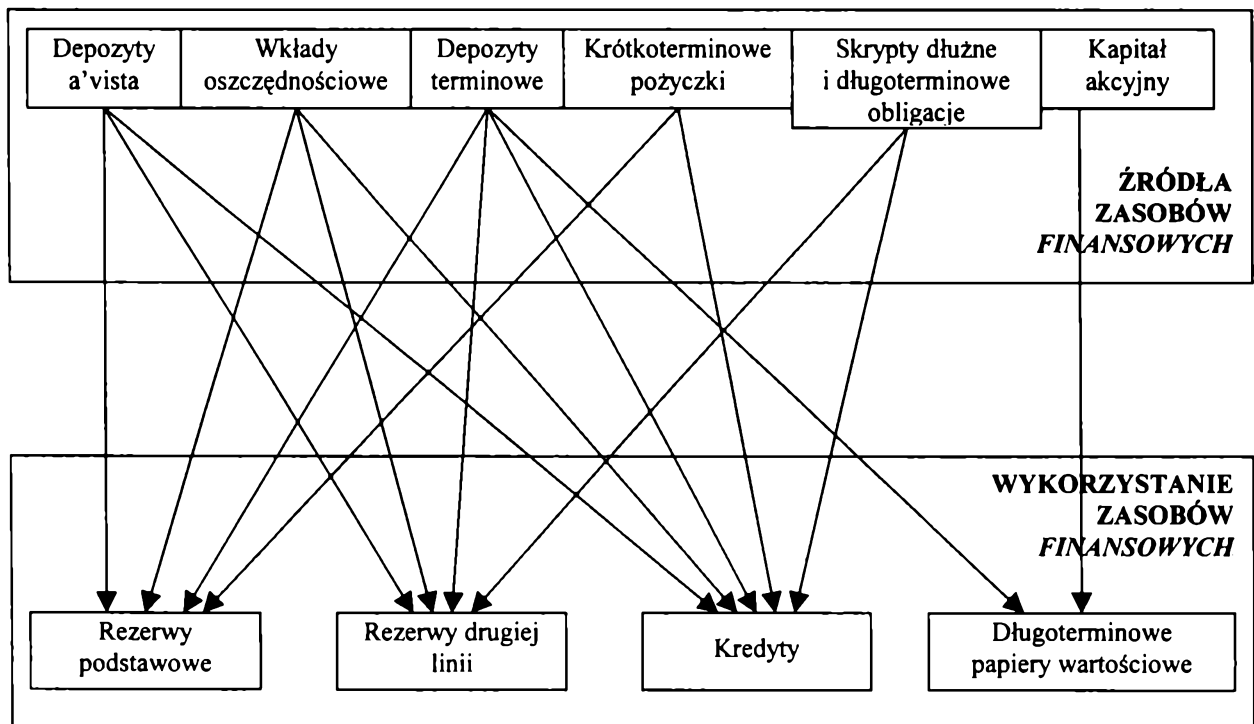 Depozyty
a'vista
Wkłady
oszczędnościowe
Depozyty
terminowe
Krótkoterminowe
pożyczki
Skrypty dłużne
i długoterminowe
obligacje
Kapitał
akcyjny
ŹRÓDŁA
ZASOBÓW
FINANSOWYCH
WYKORZYSTANIE
ZASOBÓW
FINANSOWYCH
Rezerwy
podstawowe
Rezerwy drugiej
linii
Kredyty
Długoterminowe
papiery wartościowe